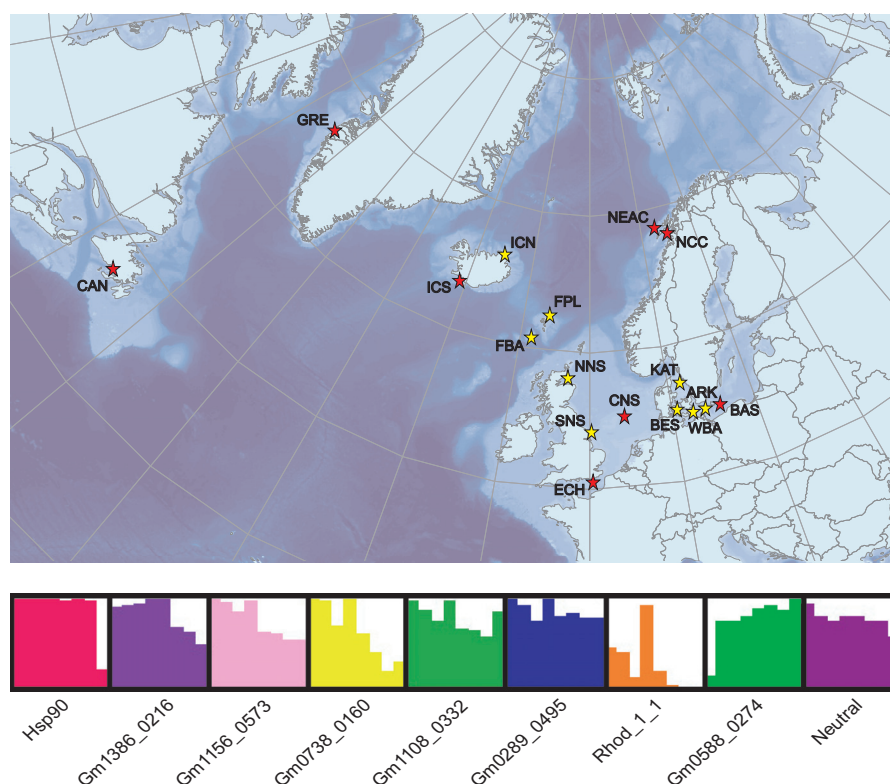 GRE
NEAC
NCC
ICN
CAN
ICS
FPL
FBA
NNS
KAT
ARK
CNS
BAS
SNS
BES
WBA
ECH
Hsp90
Gm1386_0216
Gm1156_0573
Gm0738_0160
Gm1108_0332
Gm0289_0495
Rhod_1_1
Gm0588_0274
Neutral